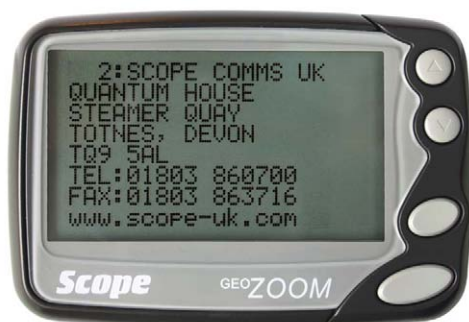 2:SCOPE COMMS UK
QUANTUM HOUSE
STEAMER QUAY
TOTNES, DEVON
TQ9 5AL
TEL:01803 860700
FAX:01803 863716
www.scope-uk.com
Scope GEOZOOM